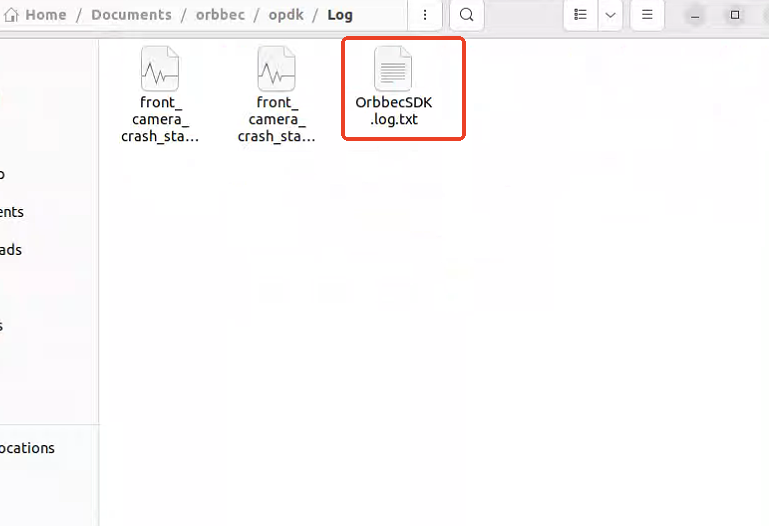 Home / Documents / orbbec / opdk / Log
front_
camera_
crash_sta...
front_
camera_
crash_sta...
OrbbecSDK
.log.txt
ents
ads
ocations